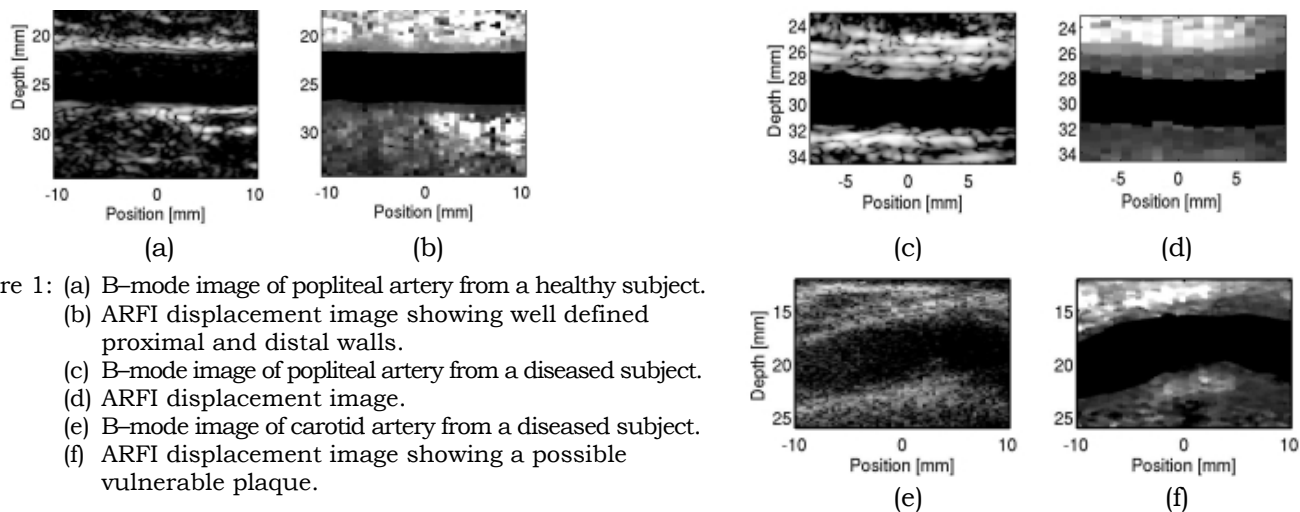 20
25
30
Depth [mm]
-10 0 10
Position [mm]
(a)
20
25
30
-10 0 10
Position [mm]
(b)
24
26
28
30
32
34
Depth [mm]
-5 0 5
Position [mm]
(c)
24
26
28
30
32
34
-5 0 5
Position [mm]
(d)
re 1: (a) B–mode image of popliteal artery from a healthy subject.
(b) ARFI displacement image showing well defined
proximal and distal walls.
(c) B–mode image of popliteal artery from a diseased subject.
(d) ARFI displacement image.
(e) B–mode image of carotid artery from a diseased subject.
(f) ARFI displacement image showing a possible
vulnerable plaque.
15
20
25
Depth [mm]
-10 0 10
Position [mm]
(e)
15
20
25
-10 0 10
Position [mm]
(f)